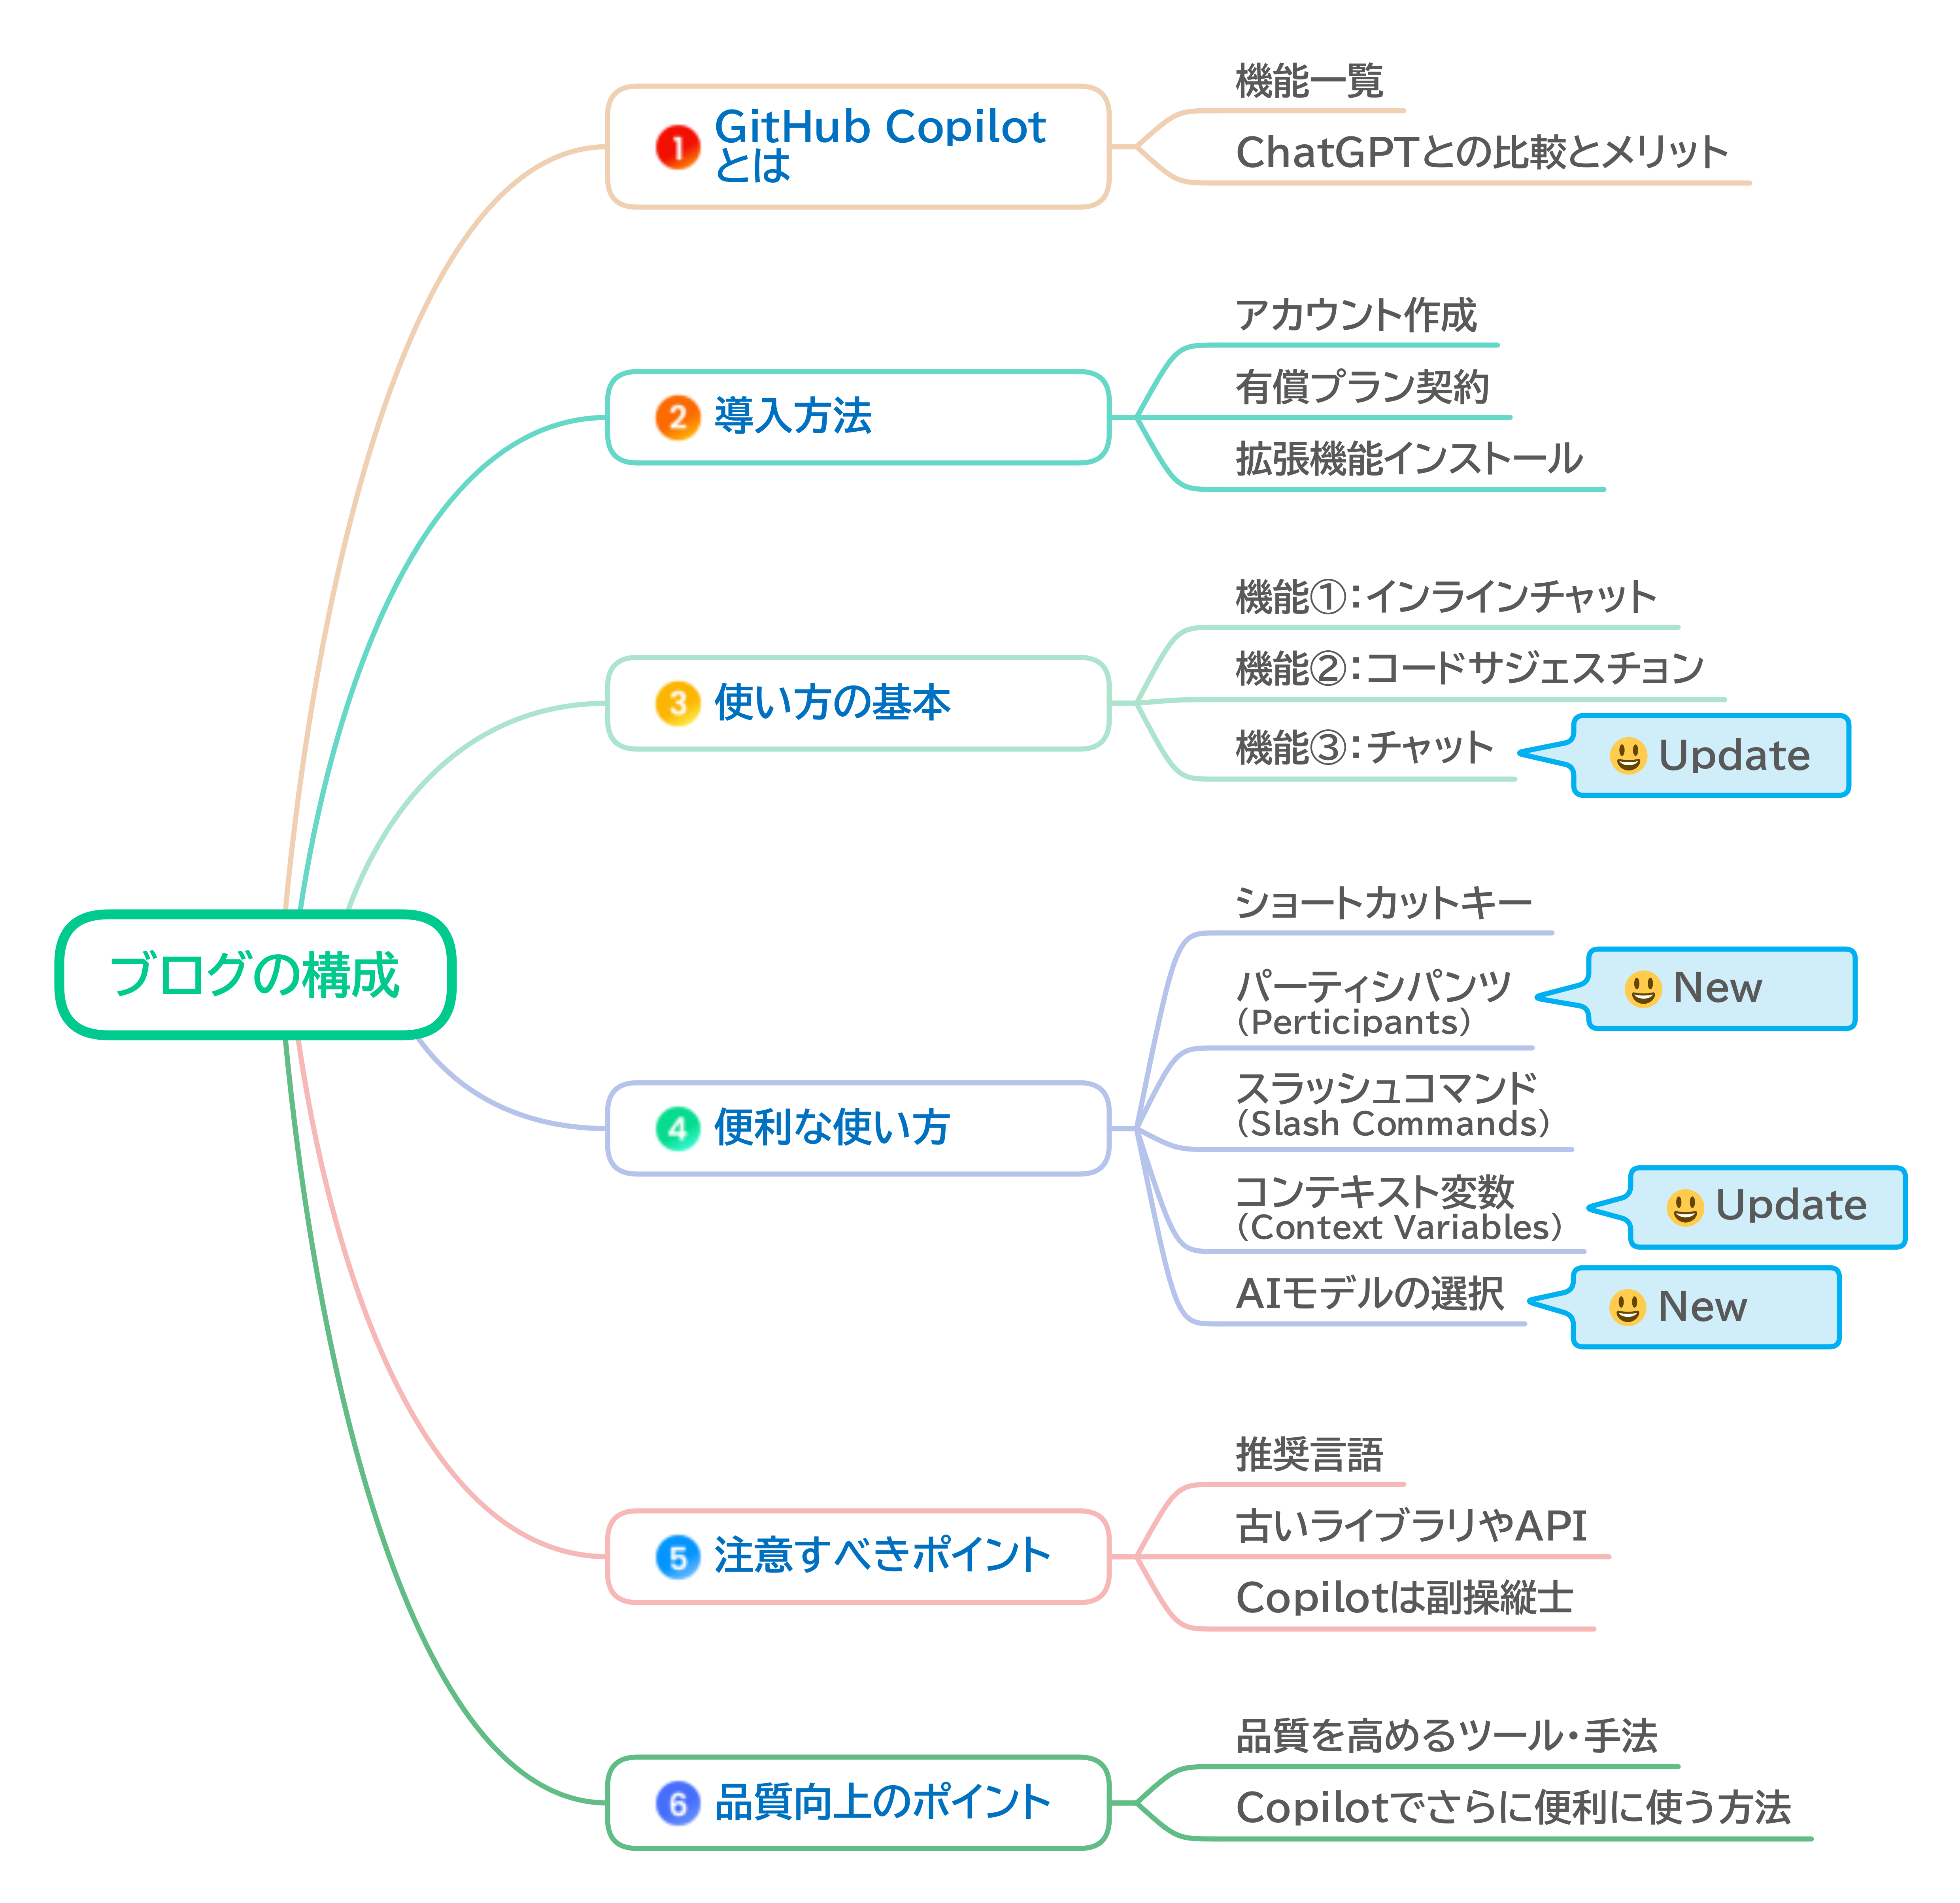 ブログの構成
1 GitHub Copilot
とは
機能一覧
ChatGPTとの比較とメリット
2 導入方法
アカウント作成
有償プラン契約
拡張機能インストール
3 使い方の基本
機能①：インラインチャット
機能②：コードサジェスチョン
機能③：チャット
Update
4 便利な使い方
ショートカットキー
パーティシパンツ
（Perticipants）
New
スラッシュコマンド
（Slash Commands）
コンテキスト変数
（Context Variables）
Update
AIモデルの選択
New
5 注意すべきポイント
推奨言語
古いライブラリやAPI
Copilotは副操縦士
6 品質向上のポイント
品質を高めるツール・手法
Copilotでさらに便利に使う方法